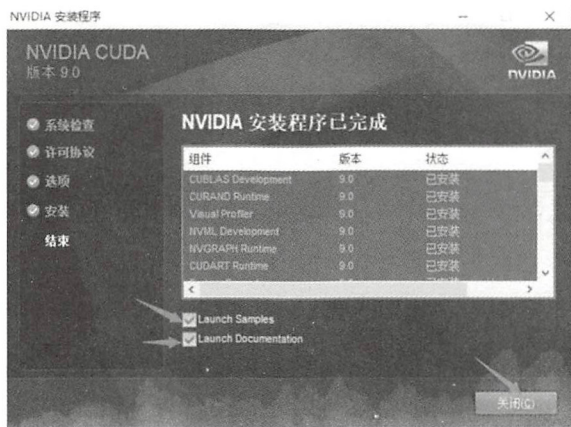 NVIDIA 安装程序
NVIDIA CUDA
版本 9.0
NVIDIA
系统检查
许可协议
选项
安装
结束
NVIDIA 安装程序已完成
组件 版本 状态
CUBLAS Development 9.0 已安装
CURAND Runtime 9.0 已安装
Visual Profiler 9.0 已安装
NVML Development 9.0 已安装
NVGRAPH Runtime 9.0 已安装
CUDART Runtime 9.0 已安装
Launch Samples
Launch Documentation
关闭(C)